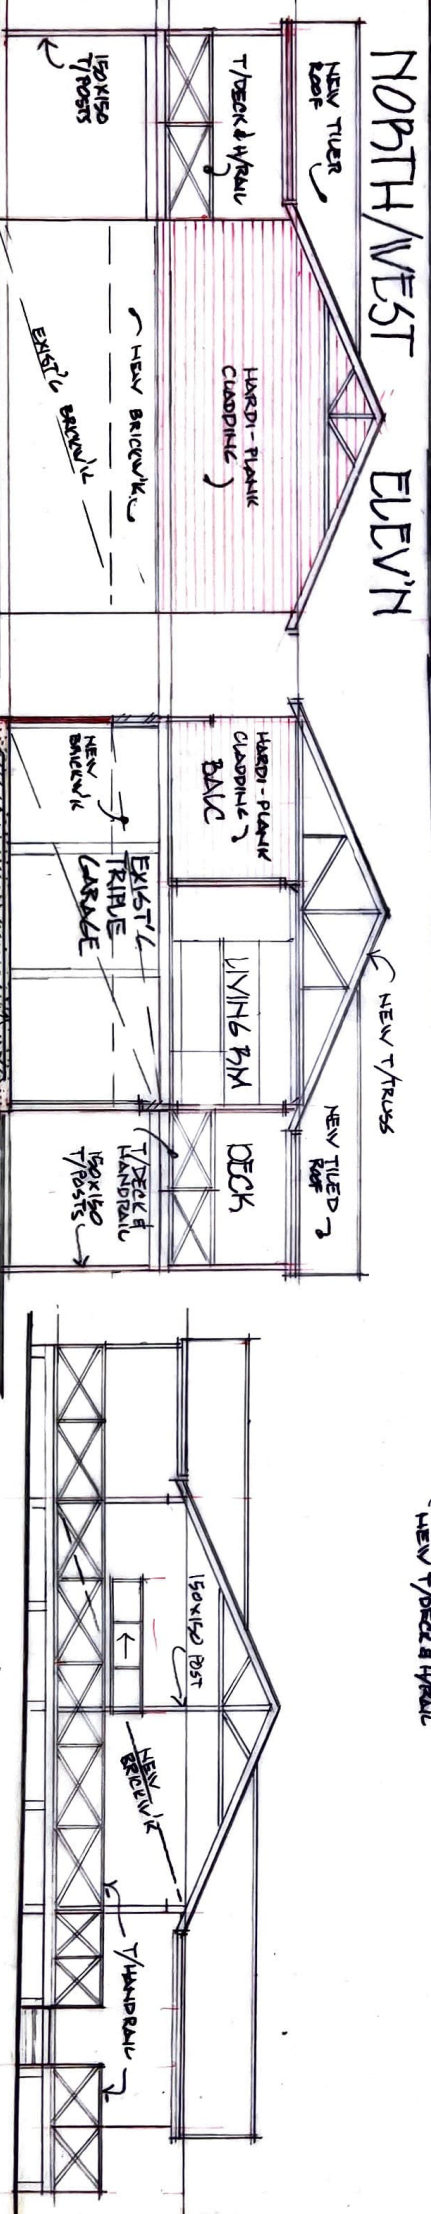 NORTH/WEST ELEV'N
NEW TILED
ROOF
T/DECK & H/RAIL
150x150
T/POSTS
HARDI-PLANK
CLADDING
NEW BRICKW'K
EXIST'G BRICKW'K
NEW T/TRUSS
NEW TILED
ROOF
HARDI-PLANK
CLADDING
BALC
LIVING RM
DECK
NEW
BRICKW'K
EXIST'G
TRIPLE
GARAGE
T/DECK &
HANDRAIL
150x150
T/POSTS
NEW T/DECK & H/RAIL
150x150 POST
NEW
BRICKW'K
T/HANDRAIL